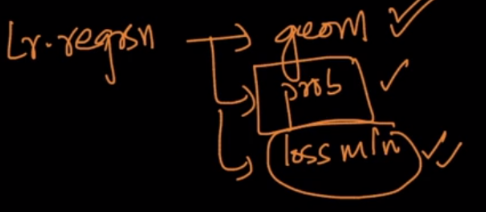 Lr. regrsn → geom
prob
loss min